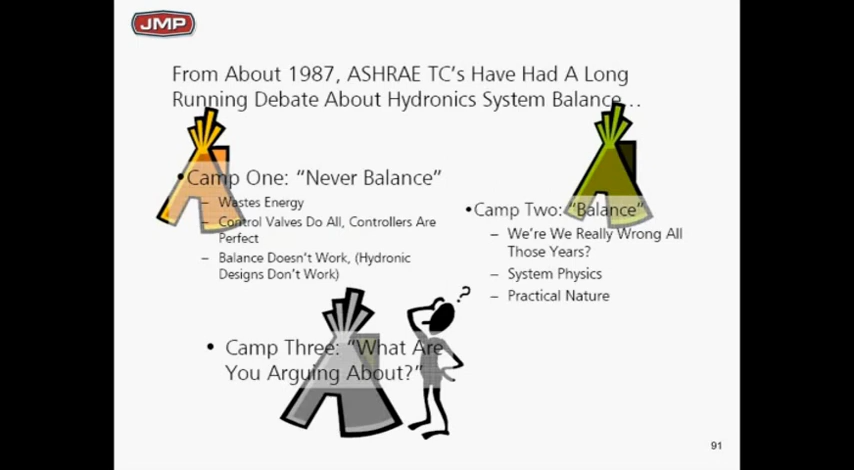 JMP
From About 1987, ASHRAE TC's Have Had A Long
Running Debate About Hydronics System Balance...
•Camp One: "Never Balance"
– Wastes Energy
– Control Valves Do All, Controllers Are
Perfect
– Balance Doesn't Work, (Hydronic
Designs Don't Work)
•Camp Two: "Balance"
– We're We Really Wrong All
Those Years?
– System Physics
– Practical Nature
?
• Camp Three: "What Are
You Arguing About?"
91